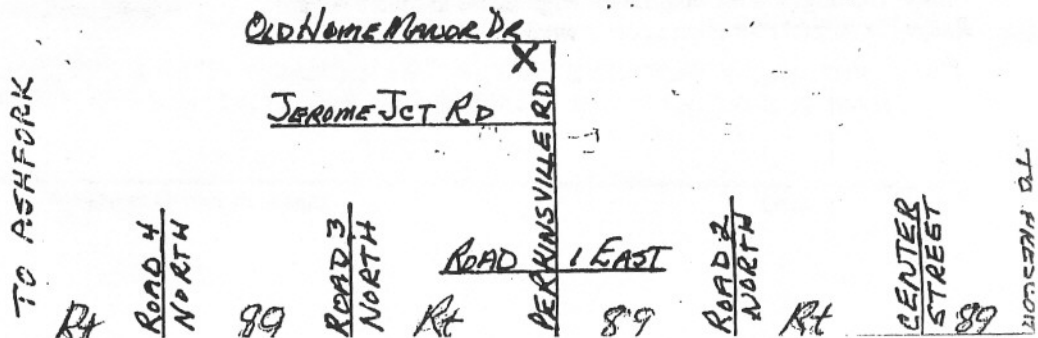 OLD HOME MANOR DR
X
JEROME JCT RD
PERKINSVILLE RD
TO ASHFORK
ROAD 4
NORTH
ROAD 3
NORTH
ROAD 1 EAST
ROAD 2
NORTH
CENTER
STREET
TO
Rt 89 Rt 89 Rt 89